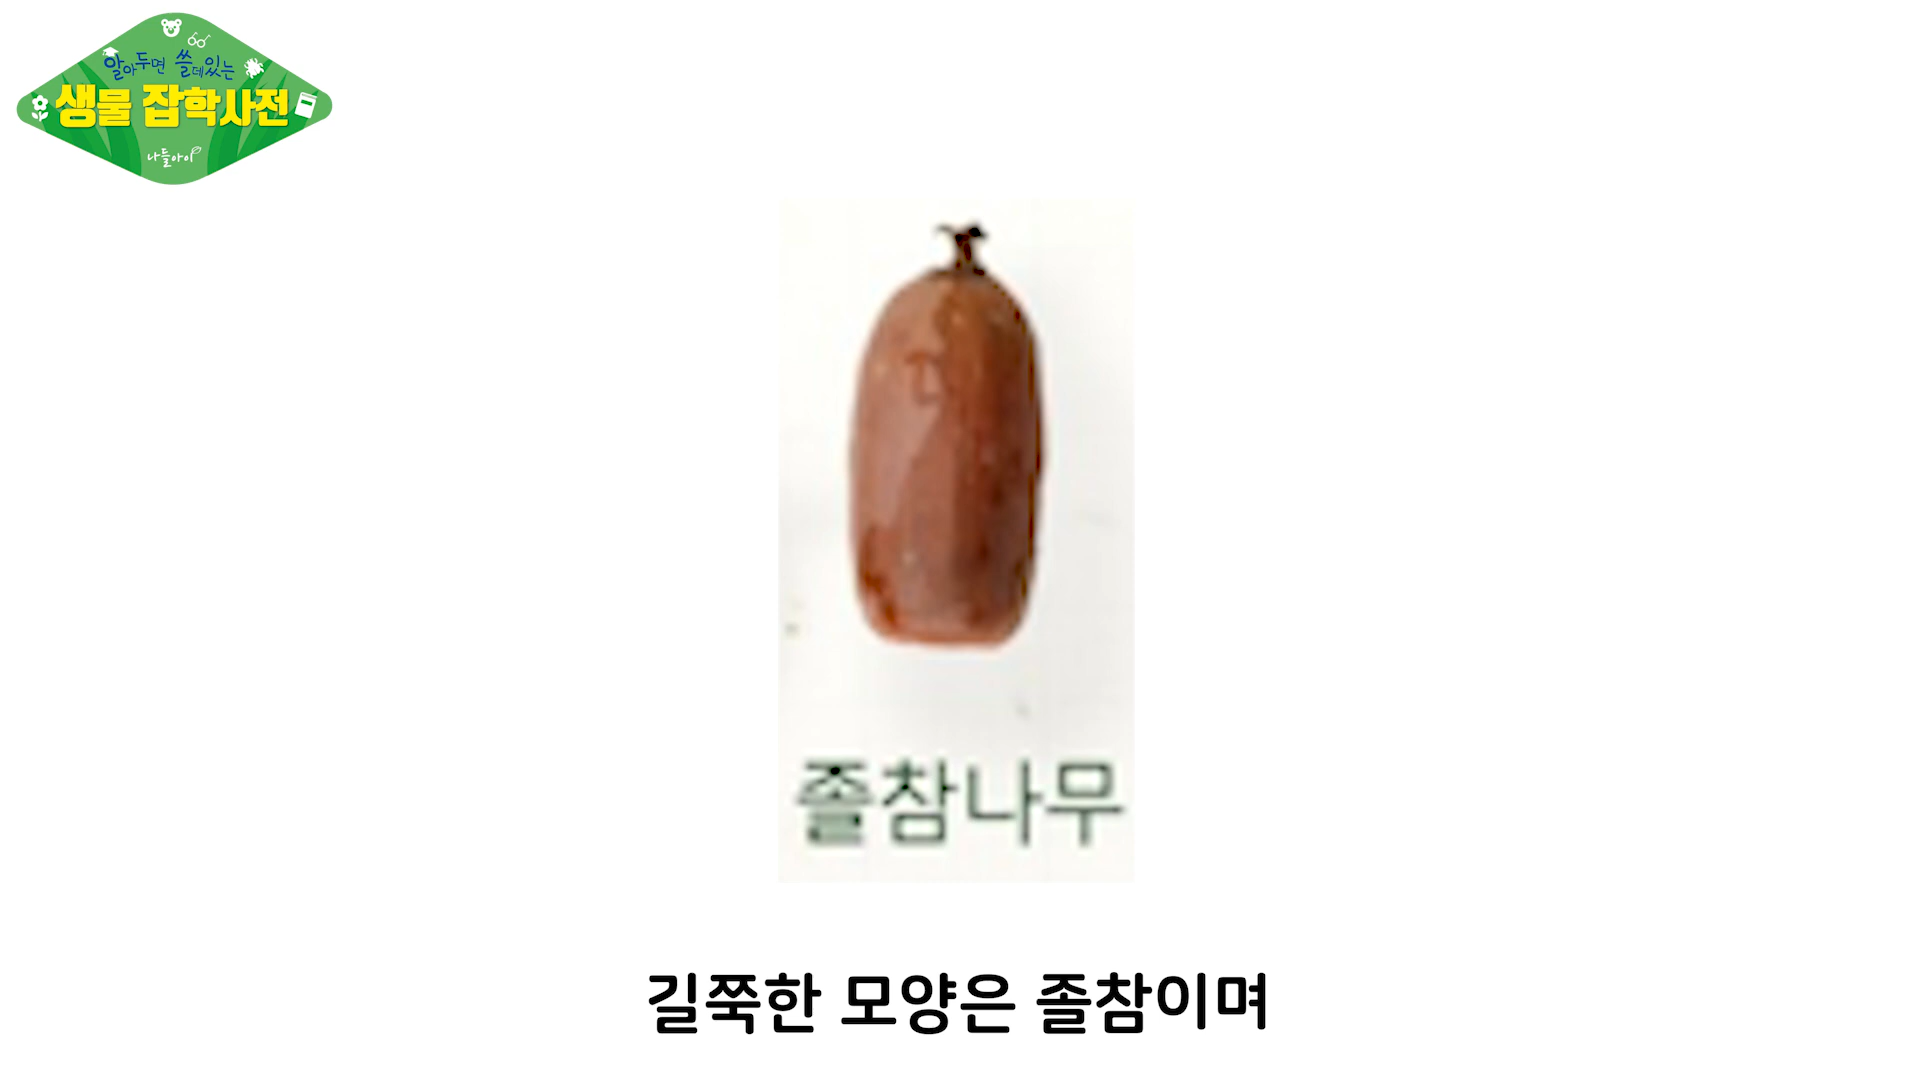 알아두면 쓸데있는
생물 잡학사전
나들아이
졸참나무
길쭉한 모양은 졸참이며